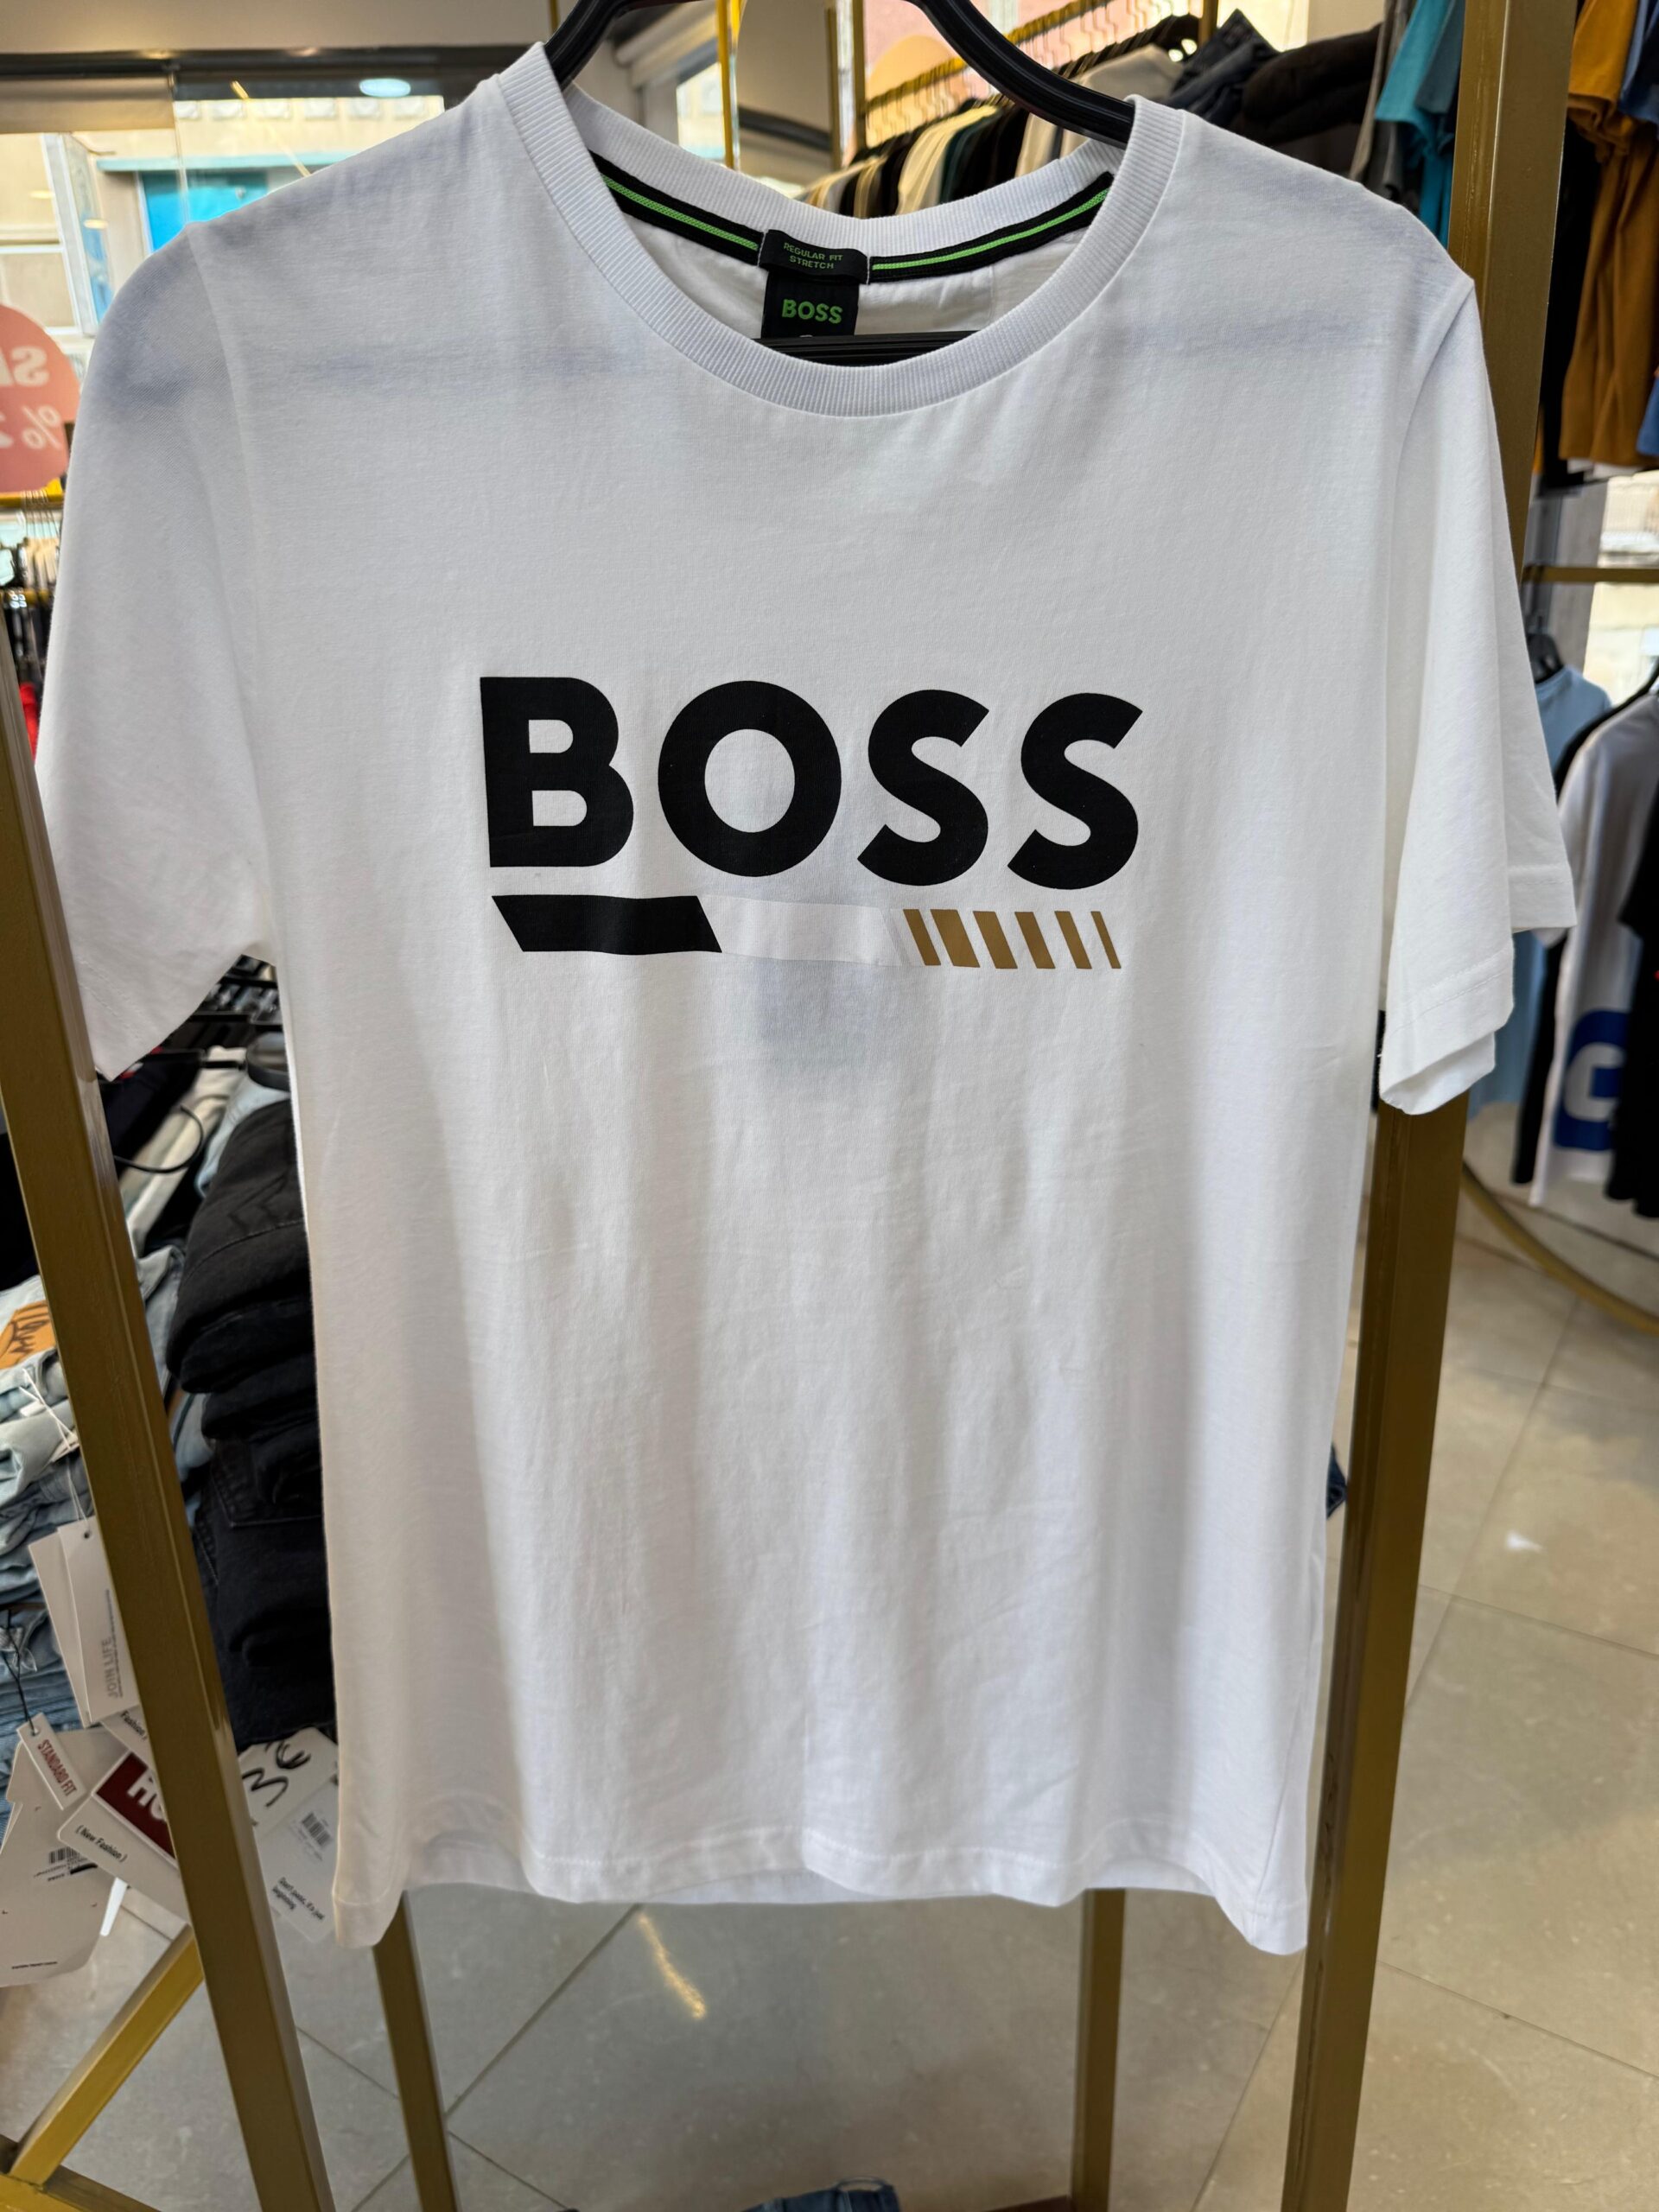 REGULAR FIT
STRETCH
BOSS
BOSS
JOIN LIFE
STANDARD FIT
( New Fashion )